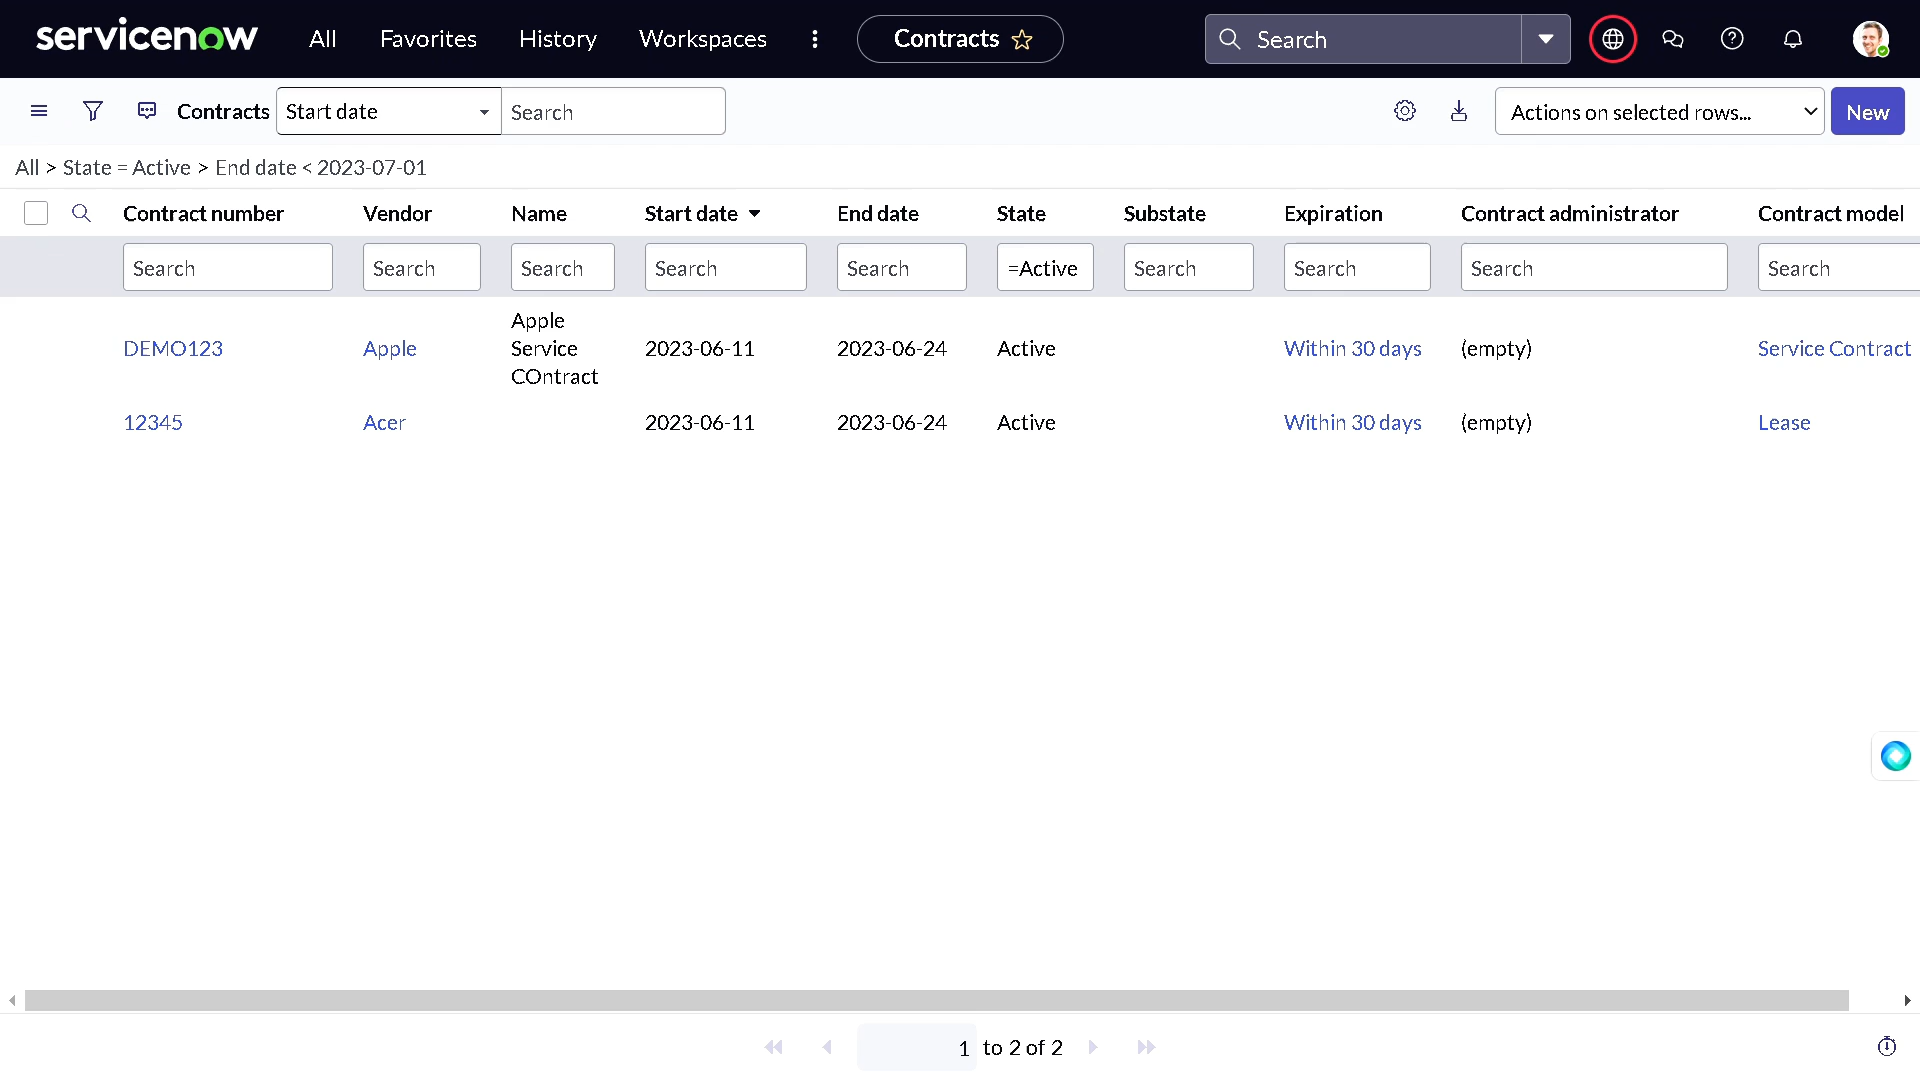 servicenow All Favorites History Workspaces Contracts Search
Contracts Start date Search Actions on selected rows... New
All > State = Active > End date < 2023-07-01
Contract number Vendor Name Start date End date State Substate Expiration Contract administrator Contract model
Search Search Search Search Search =Active Search Search Search Search
DEMO123 Apple Apple Service COntract 2023-06-11 2023-06-24 Active Within 30 days (empty) Service Contract
12345 Acer 2023-06-11 2023-06-24 Active Within 30 days (empty) Lease
1 to 2 of 2